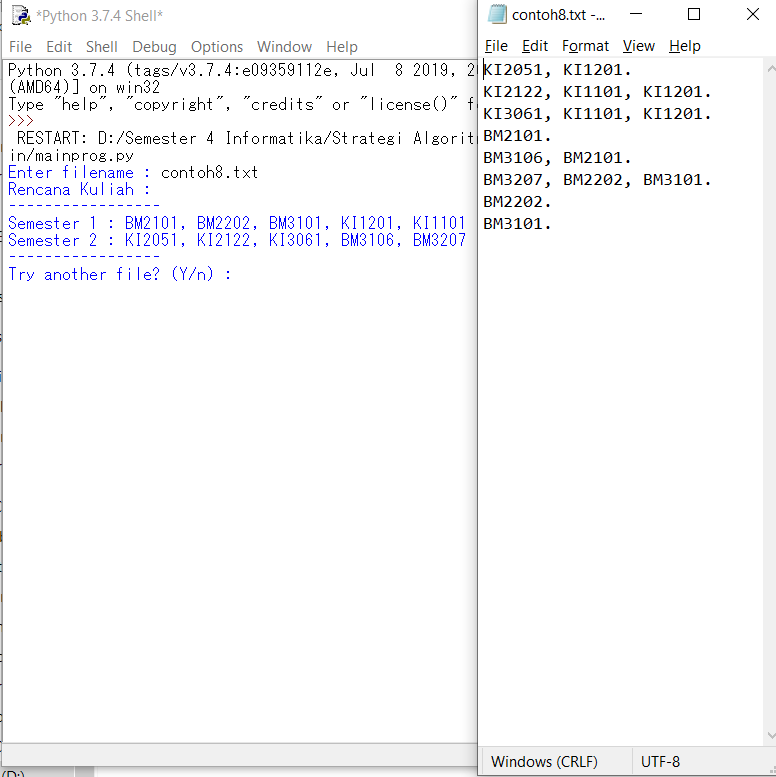 *Python 3.7.4 Shell*
File Edit Shell Debug Options Window Help
Python 3.7.4 (tags/v3.7.4:e09359112e, Jul  8 2019,
(AMD64)] on win32
Type "help", "copyright", "credits" or "license()"
>>>
 RESTART: D:/Semester 4 Informatika/Strategi
in/mainprog.py
Enter filename : contoh8.txt
Rencana Kuliah :
-----------------
Semester 1 : BM2101, BM2202, BM3101, KI1201, KI1101
Semester 2 : KI2051, KI2122, KI3061, BM3106, BM3207
-----------------
Try another file? (Y/n) :
(D:)
contoh8.txt -...
File Edit Format View Help
KI2051, KI1201.
KI2122, KI1101, KI1201.
KI3061, KI1101, KI1201.
BM2101.
BM3106, BM2101.
BM3207, BM2202, BM3101.
BM2202.
BM3101.
Windows (CRLF) UTF-8